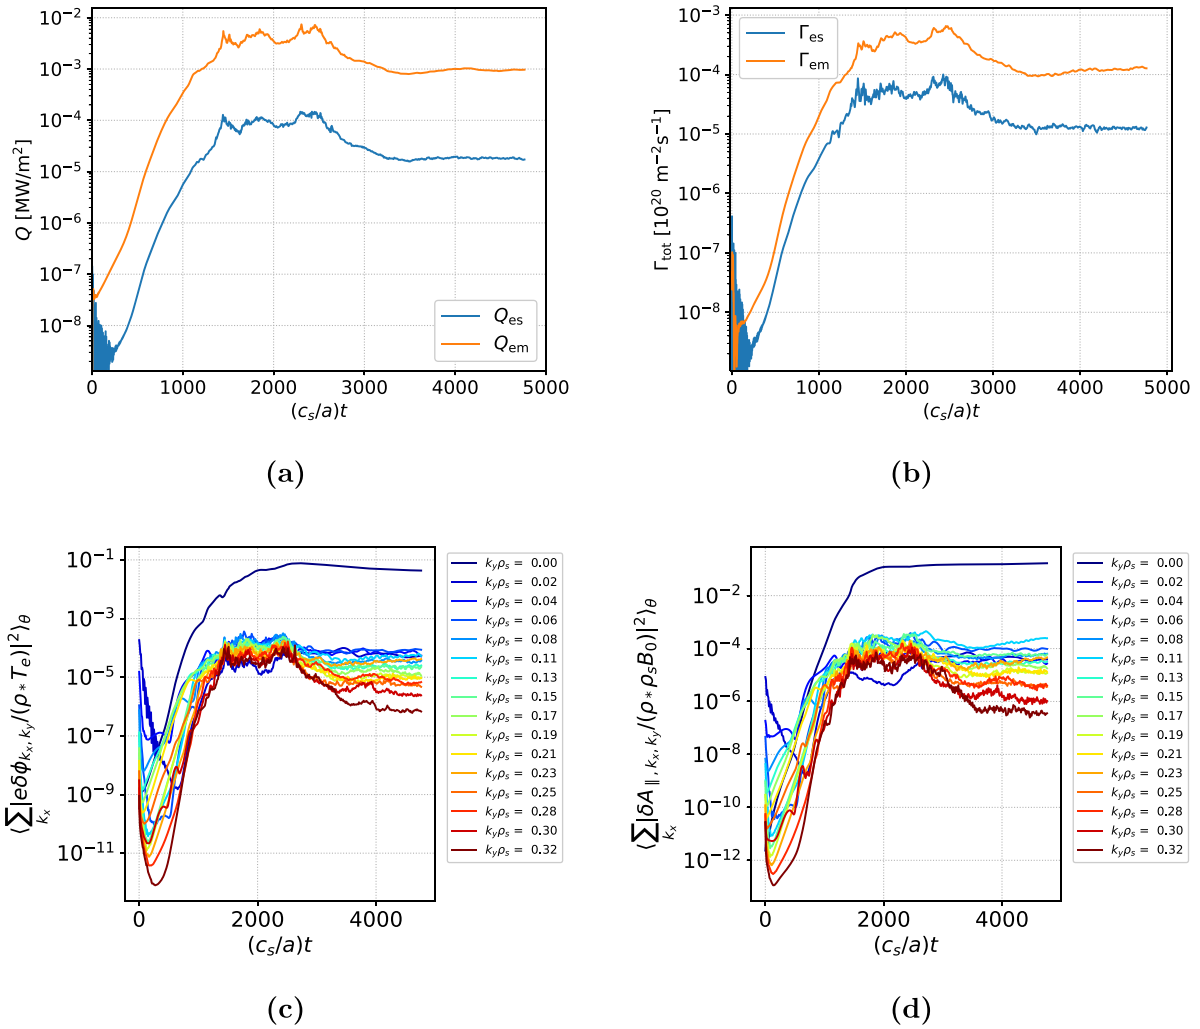 10⁻²
10⁻³
10⁻⁴
10⁻⁵
10⁻⁶
10⁻⁷
10⁻⁸
Q [MW/m²]
Q_es
Q_em
0 1000 2000 3000 4000 5000
(c_s/a)t
(a)
10⁻³
10⁻⁴
10⁻⁵
10⁻⁶
10⁻⁷
10⁻⁸
Γ_tot [10²⁰ m⁻²s⁻¹]
Γ_es
Γ_em
0 1000 2000 3000 4000 5000
(c_s/a)t
(b)
10⁻¹
10⁻³
10⁻⁵
10⁻⁷
10⁻⁹
10⁻¹¹
⟨∑_{k_x}|eδϕ_{k_x, k_y}/(ρ*T_e)|²⟩_θ
0 2000 4000
(c_s/a)t
k_yρ_s = 0.00
k_yρ_s = 0.02
k_yρ_s = 0.04
k_yρ_s = 0.06
k_yρ_s = 0.08
k_yρ_s = 0.11
k_yρ_s = 0.13
k_yρ_s = 0.15
k_yρ_s = 0.17
k_yρ_s = 0.19
k_yρ_s = 0.21
k_yρ_s = 0.23
k_yρ_s = 0.25
k_yρ_s = 0.28
k_yρ_s = 0.30
k_yρ_s = 0.32
(c)
10⁻²
10⁻⁴
10⁻⁶
10⁻⁸
10⁻¹⁰
10⁻¹²
⟨∑_{k_x}|δA_{∥, k_x, k_y}/(ρ*ρ_sB_0)|²⟩_θ
0 2000 4000
(c_s/a)t
k_yρ_s = 0.00
k_yρ_s = 0.02
k_yρ_s = 0.04
k_yρ_s = 0.06
k_yρ_s = 0.08
k_yρ_s = 0.11
k_yρ_s = 0.13
k_yρ_s = 0.15
k_yρ_s = 0.17
k_yρ_s = 0.19
k_yρ_s = 0.21
k_yρ_s = 0.23
k_yρ_s = 0.25
k_yρ_s = 0.28
k_yρ_s = 0.30
k_yρ_s = 0.32
(d)